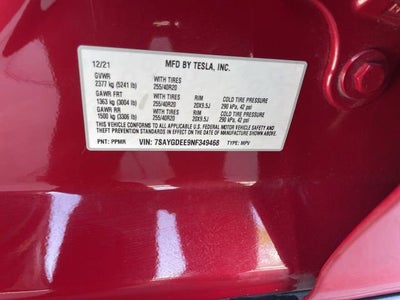 12/21 MFD BY TESLA, INC.
GVWR
2377 kg (5241 lb) WITH TIRES
255/40R20
GAWR FRT
1363 kg (3004 lb) WITH TIRES RIM COLD TIRE PRESSURE
255/40R20 20X9.5J 290 kPa, 42 psi
GAWR RR
1500 kg (3306 lb) WITH TIRES RIM COLD TIRE PRESSURE
255/40R20 20X9.5J 290 kPa, 42 psi
THIS VEHICLE CONFORMS TO ALL APPLICABLE U.S. FEDERAL MOTOR VEHICLE SAFETY AND
THEFT PREVENTION STANDARDS IN EFFECT ON THE DATE OF MANUFACTURE SHOWN ABOVE.
PNT: PPMR VIN: 7SAYGDEE9NF349468 TYPE: MPV